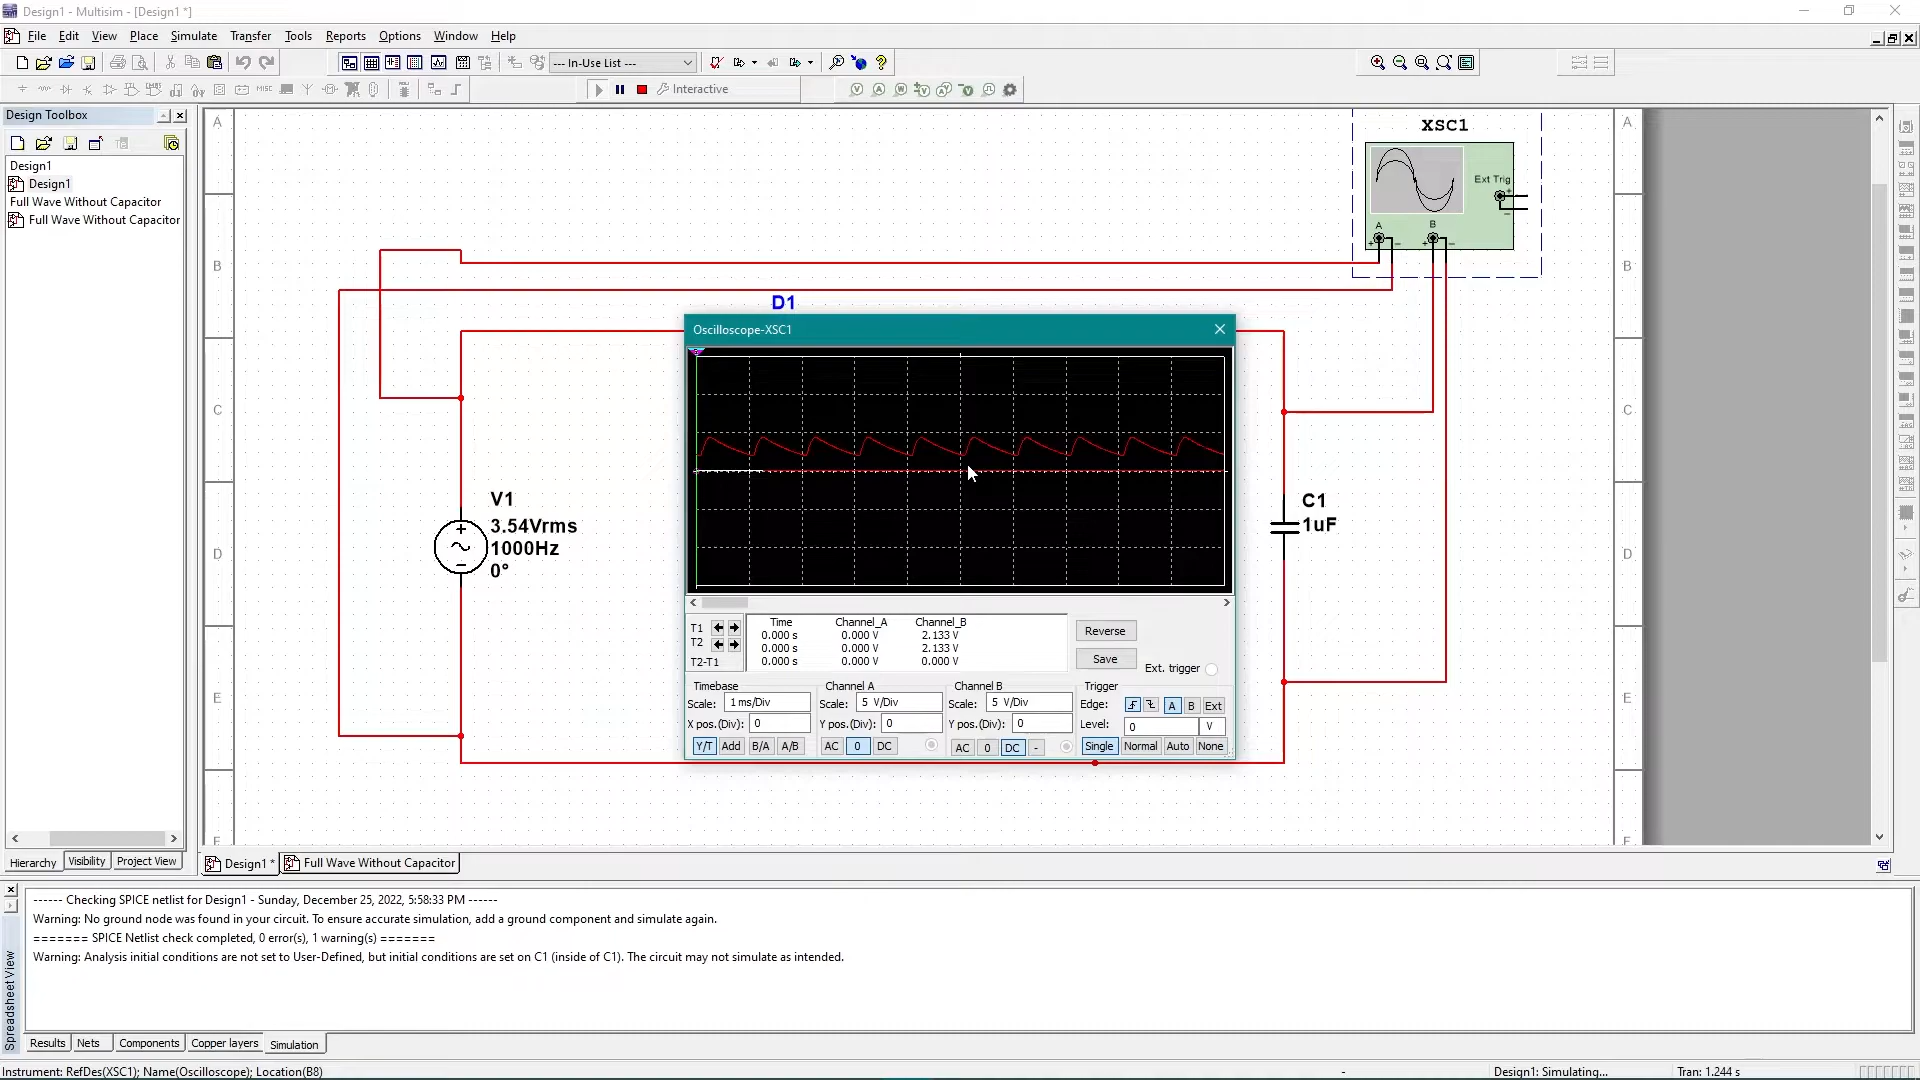 Design1 - Multisim - [Design1 *]
File Edit View Place Simulate Transfer Tools Reports Options Window Help
--- In-Use List ---
MISC Interactive
V A W V A V
Design Toolbox
Design1
Design1
Full Wave Without Capacitor
Full Wave Without Capacitor
A A
B B
C C
D D
E E
F F
XSC1
Ext Trig
+
−
A B
+ − + −
D1
V1
3.54Vrms
1000Hz
0°
C1
1uF
Oscilloscope-XSC1
Time Channel_A Channel_B
T1 0.000 s 0.000 V 2.133 V
T2 0.000 s 0.000 V 2.133 V
T2-T1 0.000 s 0.000 V 0.000 V
Reverse
Save
Ext. trigger
Timebase Channel A Channel B Trigger
Scale: 1 ms/Div Scale: 5 V/Div Scale: 5 V/Div Edge: A B Ext
X pos.(Div): 0 Y pos.(Div): 0 Y pos.(Div): 0 Level: 0 V
Y/T Add B/A A/B AC 0 DC AC 0 DC - Single Normal Auto None
Hierarchy Visibility Project View
Design1 * Full Wave Without Capacitor
Spreadsheet View
------ Checking SPICE netlist for Design1 - Sunday, December 25, 2022, 5:58:33 PM ------
Warning: No ground node was found in your circuit. To ensure accurate simulation, add a ground component and simulate again.
======= SPICE Netlist check completed, 0 error(s), 1 warning(s) =======
Warning: Analysis initial conditions are not set to User-Defined, but initial conditions are set on C1 (inside of C1). The circuit may not simulate as intended.
Results Nets Components Copper layers Simulation
Instrument: RefDes(XSC1); Name(Oscilloscope); Location(B8) - Design1: Simulating... Tran: 1.244 s